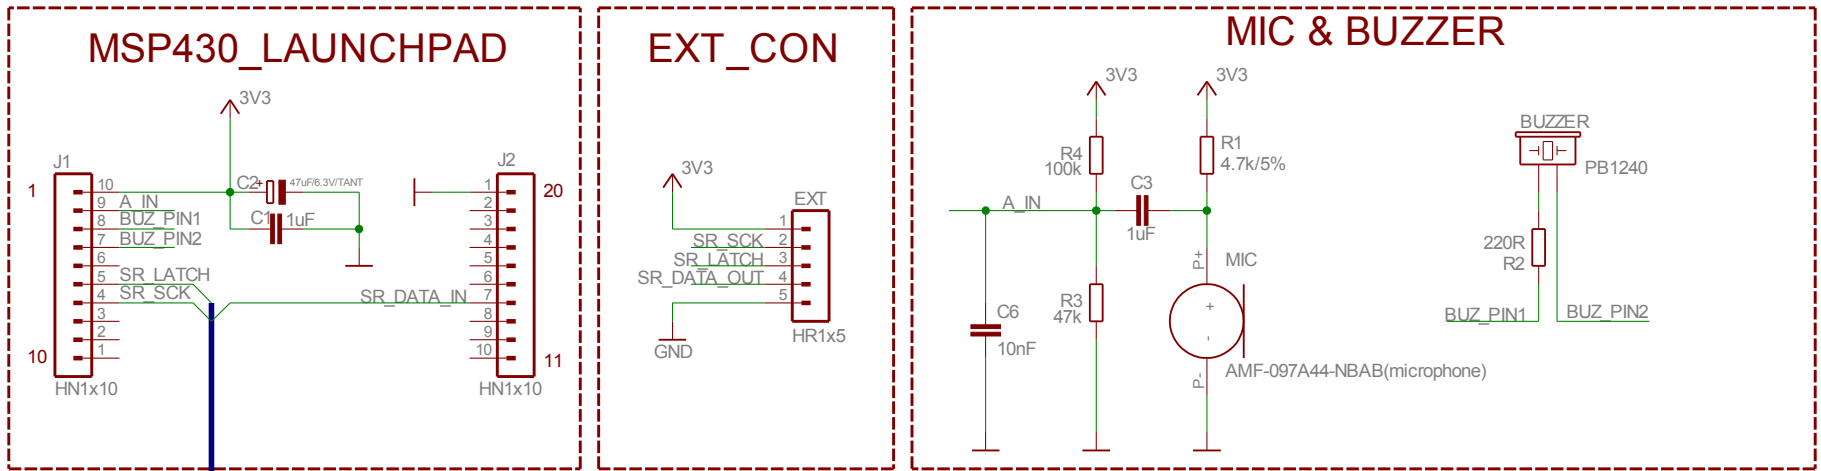 MSP430_LAUNCHPAD
3V3
J1
1
10
9
8
7
6
5
4
3
2
1
10
HN1x10
A_IN
BUZ_PIN1
BUZ_PIN2
SR_LATCH
SR_SCK
C2
+
47uF/6.3V/TANT
C1
1uF
SR_DATA_IN
J2
1
2
3
4
5
6
7
8
9
10
20
11
HN1x10
EXT_CON
3V3
EXT
1
SR_SCK
2
SR_LATCH
3
SR_DATA_OUT
4
5
GND
HR1x5
MIC & BUZZER
3V3
3V3
R4
100k
R1
4.7k/5%
C3
1uF
A_IN
C6
10nF
R3
47k
P+
MIC
+
-
P-
AMF-097A44-NBAB(microphone)
BUZZER
PB1240
220R
R2
BUZ_PIN1
BUZ_PIN2